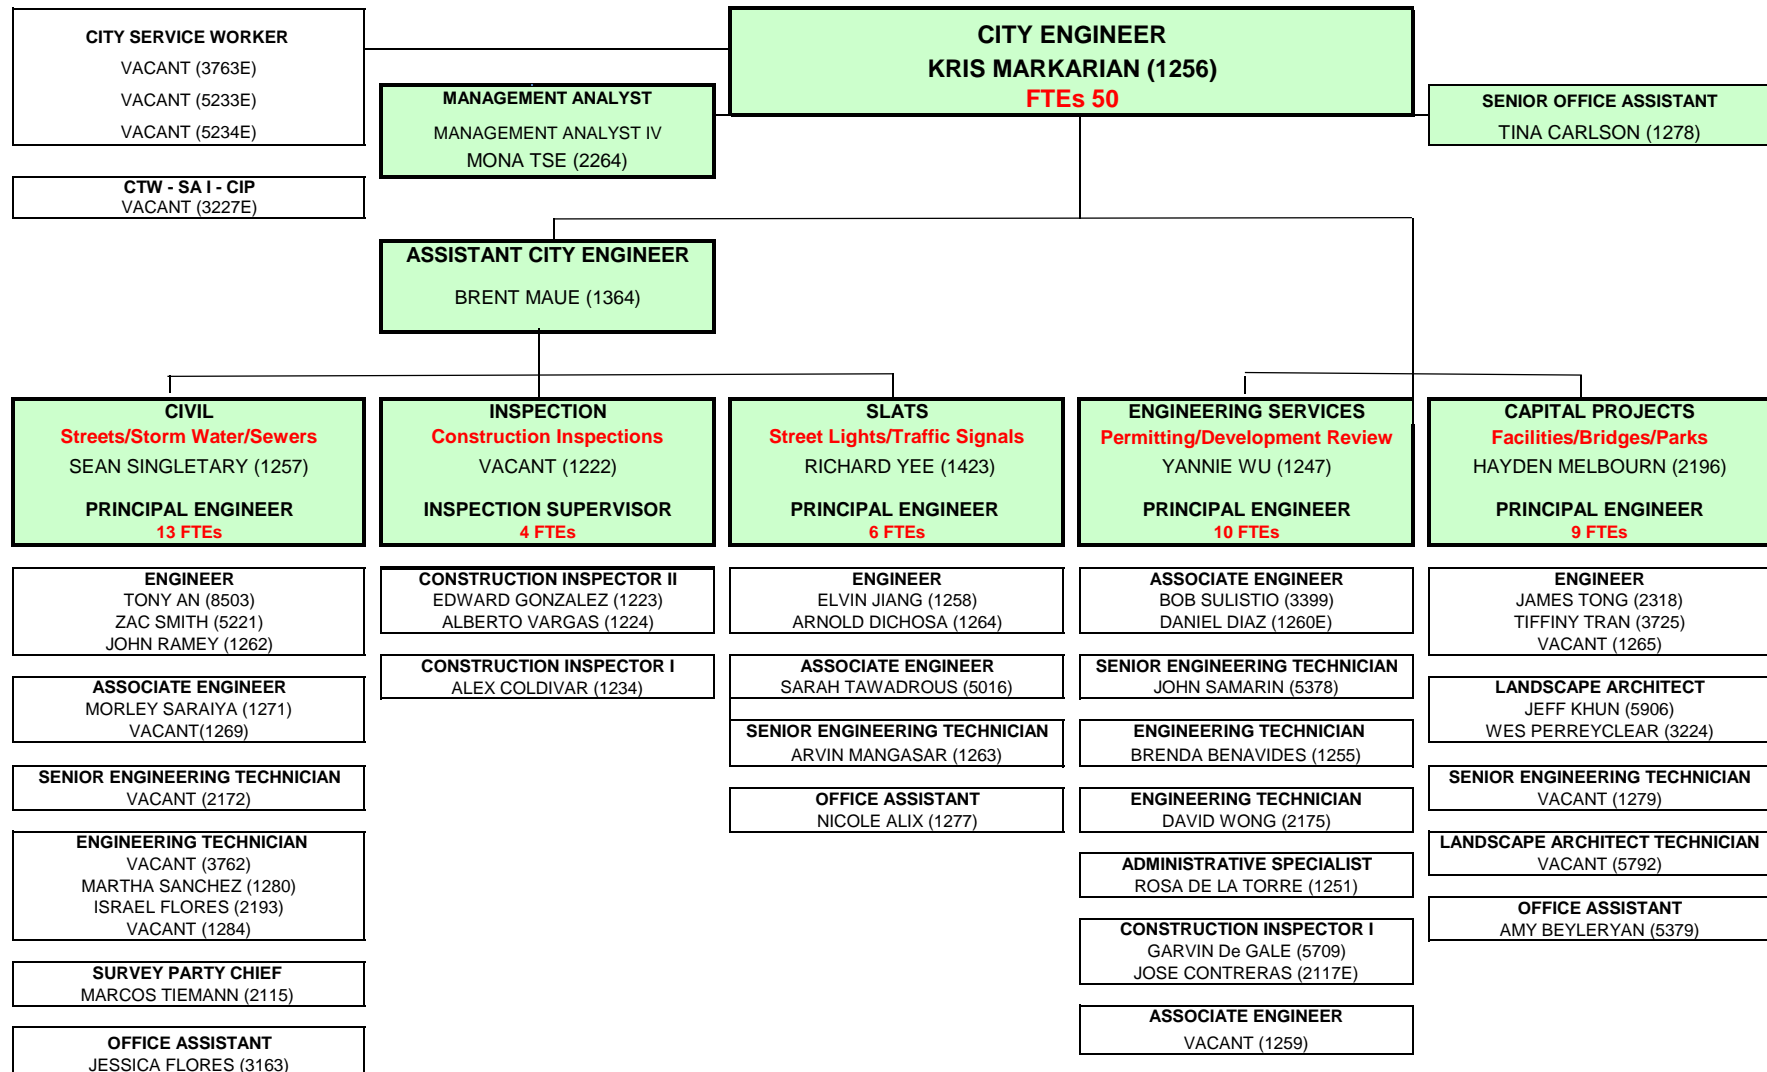 CITY SERVICE WORKER
VACANT (3763E)
VACANT (5233E)
VACANT (5234E)
CTW - SA I - CIP
VACANT (3227E)
MANAGEMENT ANALYST
MANAGEMENT ANALYST IV
MONA TSE (2264)
CITY ENGINEER
KRIS MARKARIAN (1256)
FTEs 50
SENIOR OFFICE ASSISTANT
TINA CARLSON (1278)
ASSISTANT CITY ENGINEER
BRENT MAUE (1364)
CIVIL
Streets/Storm Water/Sewers
SEAN SINGLETARY (1257)
PRINCIPAL ENGINEER
13 FTEs
ENGINEER
TONY AN (8503)
ZAC SMITH (5221)
JOHN RAMEY (1262)
ASSOCIATE ENGINEER
MORLEY SARAIYA (1271)
VACANT(1269)
SENIOR ENGINEERING TECHNICIAN
VACANT (2172)
ENGINEERING TECHNICIAN
VACANT (3762)
MARTHA SANCHEZ (1280)
ISRAEL FLORES (2193)
VACANT (1284)
SURVEY PARTY CHIEF
MARCOS TIEMANN (2115)
OFFICE ASSISTANT
JESSICA FLORES (3163)
INSPECTION
Construction Inspections
VACANT (1222)
INSPECTION SUPERVISOR
4 FTEs
CONSTRUCTION INSPECTOR II
EDWARD GONZALEZ (1223)
ALBERTO VARGAS (1224)
CONSTRUCTION INSPECTOR I
ALEX COLDIVAR (1234)
SLATS
Street Lights/Traffic Signals
RICHARD YEE (1423)
PRINCIPAL ENGINEER
6 FTEs
ENGINEER
ELVIN JIANG (1258)
ARNOLD DICHOSA (1264)
ASSOCIATE ENGINEER
SARAH TAWADROUS (5016)
SENIOR ENGINEERING TECHNICIAN
ARVIN MANGASAR (1263)
OFFICE ASSISTANT
NICOLE ALIX (1277)
ENGINEERING SERVICES
Permitting/Development Review
YANNIE WU (1247)
PRINCIPAL ENGINEER
10 FTEs
ASSOCIATE ENGINEER
BOB SULISTIO (3399)
DANIEL DIAZ (1260E)
SENIOR ENGINEERING TECHNICIAN
JOHN SAMARIN (5378)
ENGINEERING TECHNICIAN
BRENDA BENAVIDES (1255)
ENGINEERING TECHNICIAN
DAVID WONG (2175)
ADMINISTRATIVE SPECIALIST
ROSA DE LA TORRE (1251)
CONSTRUCTION INSPECTOR I
GARVIN De GALE (5709)
JOSE CONTRERAS (2117E)
ASSOCIATE ENGINEER
VACANT (1259)
CAPITAL PROJECTS
Facilities/Bridges/Parks
HAYDEN MELBOURN (2196)
PRINCIPAL ENGINEER
9 FTEs
ENGINEER
JAMES TONG (2318)
TIFFINY TRAN (3725)
VACANT (1265)
LANDSCAPE ARCHITECT
JEFF KHUN (5906)
WES PERREYCLEAR (3224)
SENIOR ENGINEERING TECHNICIAN
VACANT (1279)
LANDSCAPE ARCHITECT TECHNICIAN
VACANT (5792)
OFFICE ASSISTANT
AMY BEYLERYAN (5379)